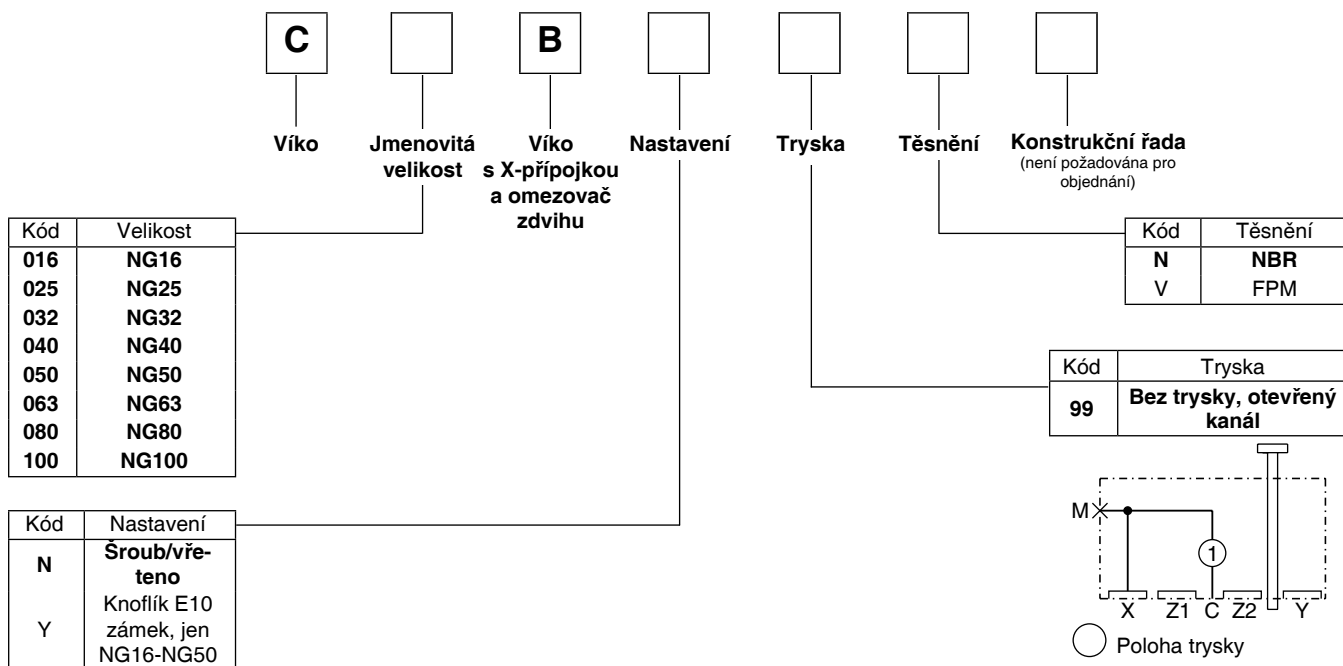 C
B
Víko
Jmenovitá
velikost
Víko
s X-přípojkou
a omezovač
zdvihu
Nastavení
Tryska
Těsnění
Konstrukční řada
(není požadována pro
objednání)
Kód Velikost
016 NG16
025 NG25
032 NG32
040 NG40
050 NG50
063 NG63
080 NG80
100 NG100
Kód Těsnění
N NBR
V FPM
Kód Tryska
99 Bez trysky, otevřený
kanál
Kód Nastavení
N Šroub/vře-
teno
Y Knoflík E10
zámek, jen
NG16-NG50
M
1
X Z1 C Z2 Y
Poloha trysky